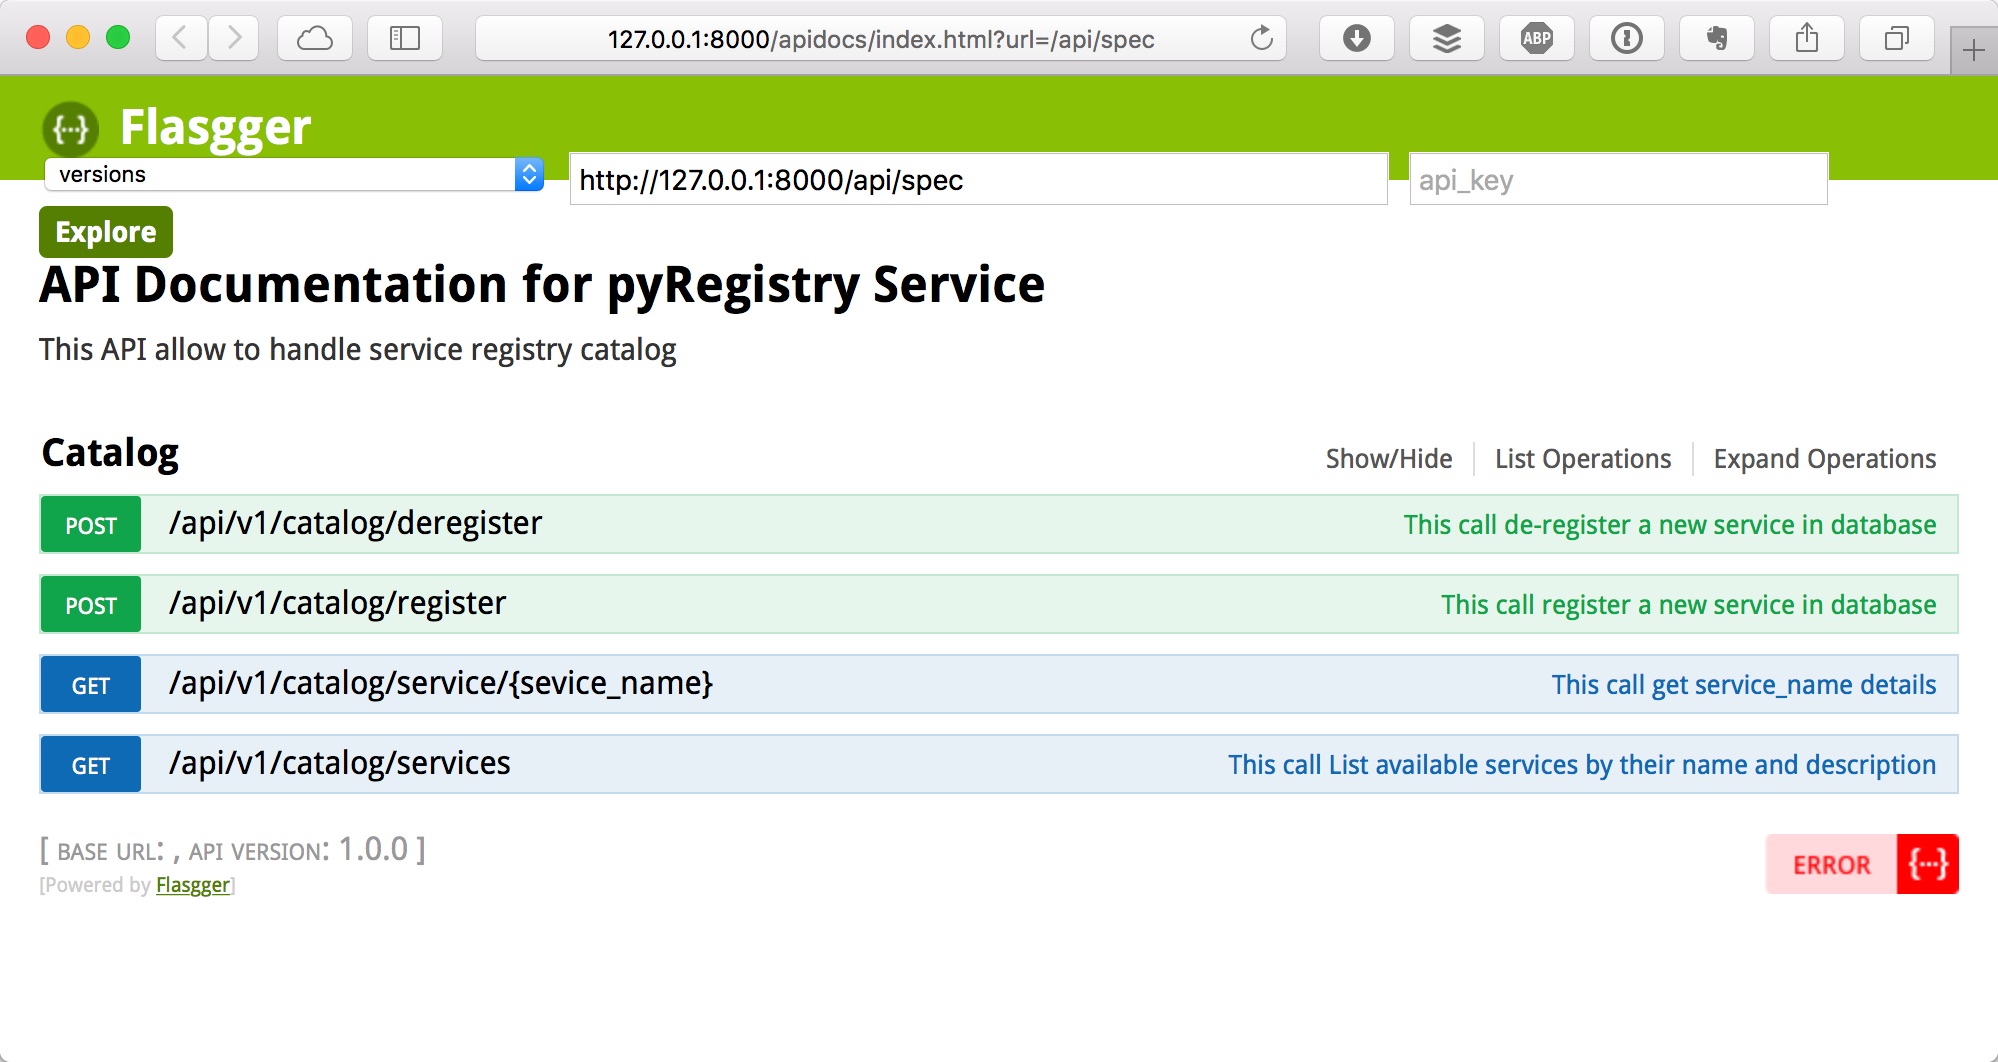 127.0.0.1:8000/apidocs/index.html?url=/api/spec
ABP
{···} Flasgger
versions
http://127.0.0.1:8000/api/spec
api_key
Explore
API Documentation for pyRegistry Service
This API allow to handle service registry catalog
Catalog
Show/Hide
List Operations
Expand Operations
POST /api/v1/catalog/deregister This call de-register a new service in database
POST /api/v1/catalog/register This call register a new service in database
GET /api/v1/catalog/service/{sevice_name} This call get service_name details
GET /api/v1/catalog/services This call List available services by their name and description
[ BASE URL: , API VERSION: 1.0.0 ]
[Powered by Flasgger]
ERROR {···}